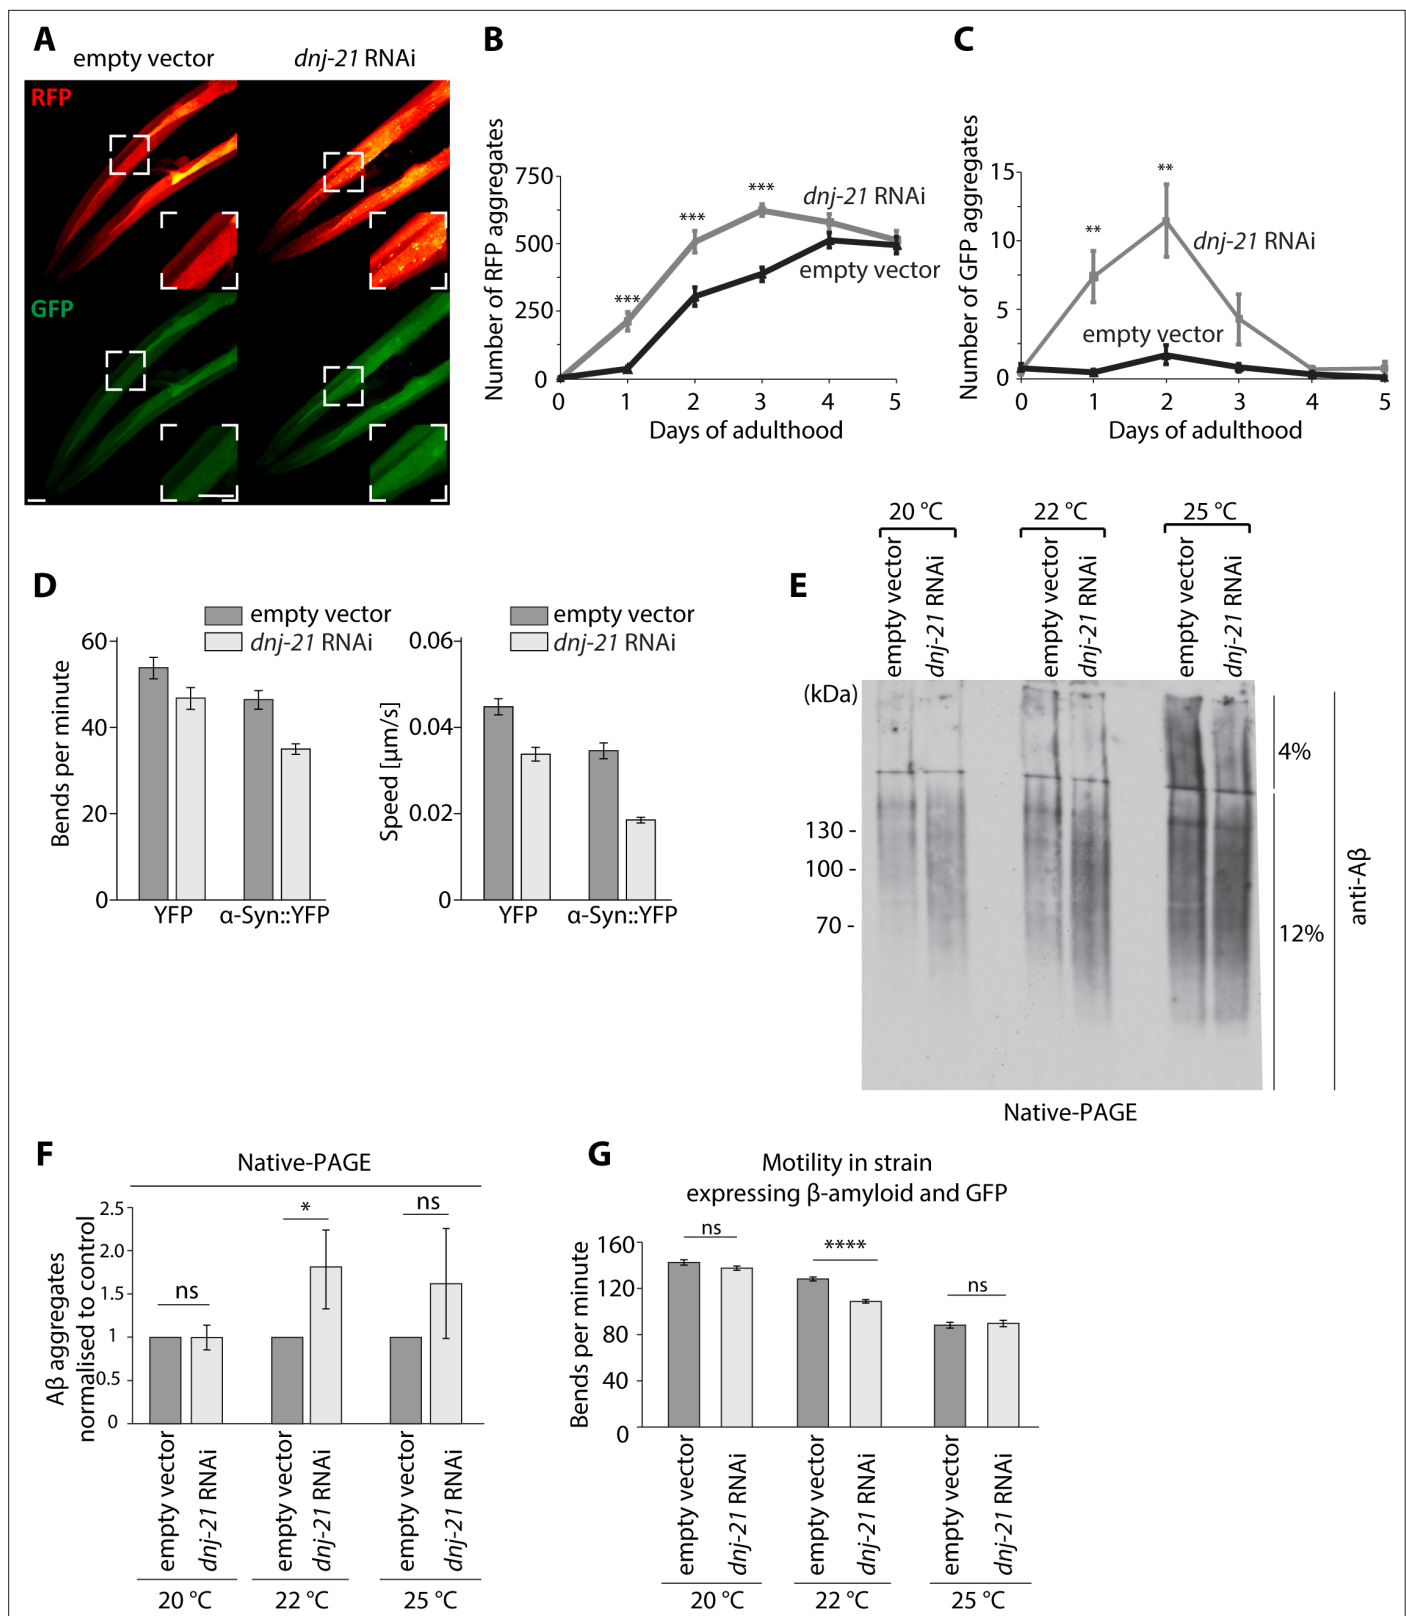 A
empty vector
dnj-21 RNAi
RFP
GFP
B
Number of RFP aggregates
750
500
250
0
***
***
***
dnj-21 RNAi
empty vector
0 1 2 3 4 5
Days of adulthood
C
Number of GFP aggregates
15
10
5
0
**
**
dnj-21 RNAi
empty vector
0 1 2 3 4 5
Days of adulthood
D
empty vector
dnj-21 RNAi
Bends per minute
60
40
20
0
YFP α-Syn::YFP
empty vector
dnj-21 RNAi
Speed [µm/s]
0.06
0.04
0.02
0
YFP α-Syn::YFP
E
20 °C 22 °C 25 °C
empty vector
dnj-21 RNAi
empty vector
dnj-21 RNAi
empty vector
dnj-21 RNAi
(kDa)
130 -
100 -
70 -
4%
12%
anti-Aβ
Native-PAGE
F
Native-PAGE
Aβ aggregates
normalised to control
2.5
2.0
1.5
1
0.5
0
ns
*
ns
empty vector
dnj-21 RNAi
empty vector
dnj-21 RNAi
empty vector
dnj-21 RNAi
20 °C 22 °C 25 °C
G
Motility in strain
expressing β-amyloid and GFP
Bends per minute
160
120
80
40
0
ns
****
ns
empty vector
dnj-21 RNAi
empty vector
dnj-21 RNAi
empty vector
dnj-21 RNAi
20 °C 22 °C 25 °C